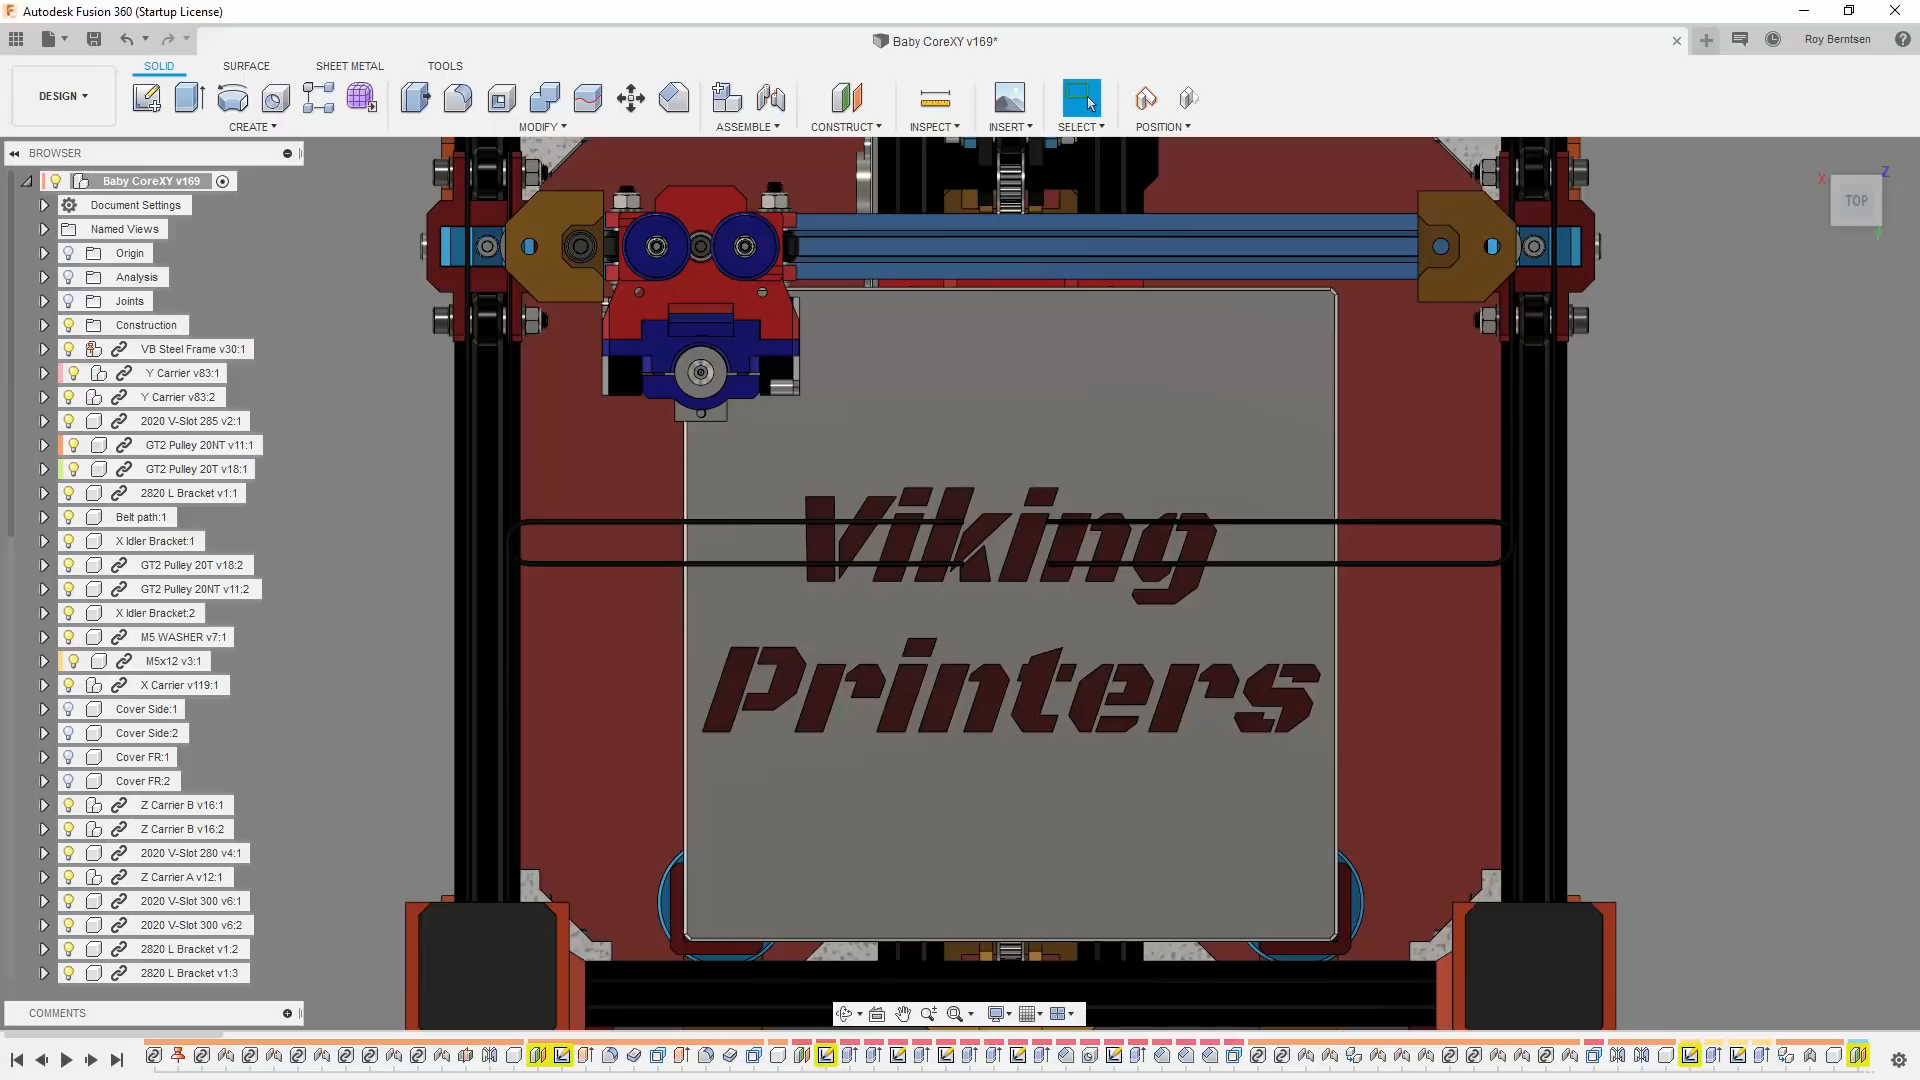 Autodesk Fusion 360 (Startup License)
Baby CoreXY v169*
Roy Berntsen
SOLID SURFACE SHEET METAL TOOLS
DESIGN
CREATE MODIFY ASSEMBLE CONSTRUCT INSPECT INSERT SELECT POSITION
BROWSER
Baby CoreXY v169
Document Settings
Named Views
Origin
Analysis
Joints
Construction
VB Steel Frame v30:1
Y Carrier v83:1
Y Carrier v83:2
2020 V-Slot 285 v2:1
GT2 Pulley 20NT v11:1
GT2 Pulley 20T v18:1
2820 L Bracket v1:1
Belt path:1
X Idler Bracket:1
GT2 Pulley 20T v18:2
GT2 Pulley 20NT v11:2
X Idler Bracket:2
M5 WASHER v7:1
M5x12 v3:1
X Carrier v119:1
Cover Side:1
Cover Side:2
Cover FR:1
Cover FR:2
Z Carrier B v16:1
Z Carrier B v16:2
2020 V-Slot 280 v4:1
Z Carrier A v12:1
2020 V-Slot 300 v6:1
2020 V-Slot 300 v6:2
2820 L Bracket v1:2
2820 L Bracket v1:3
COMMENTS
X
Z
TOP
Y
Viking
Printers